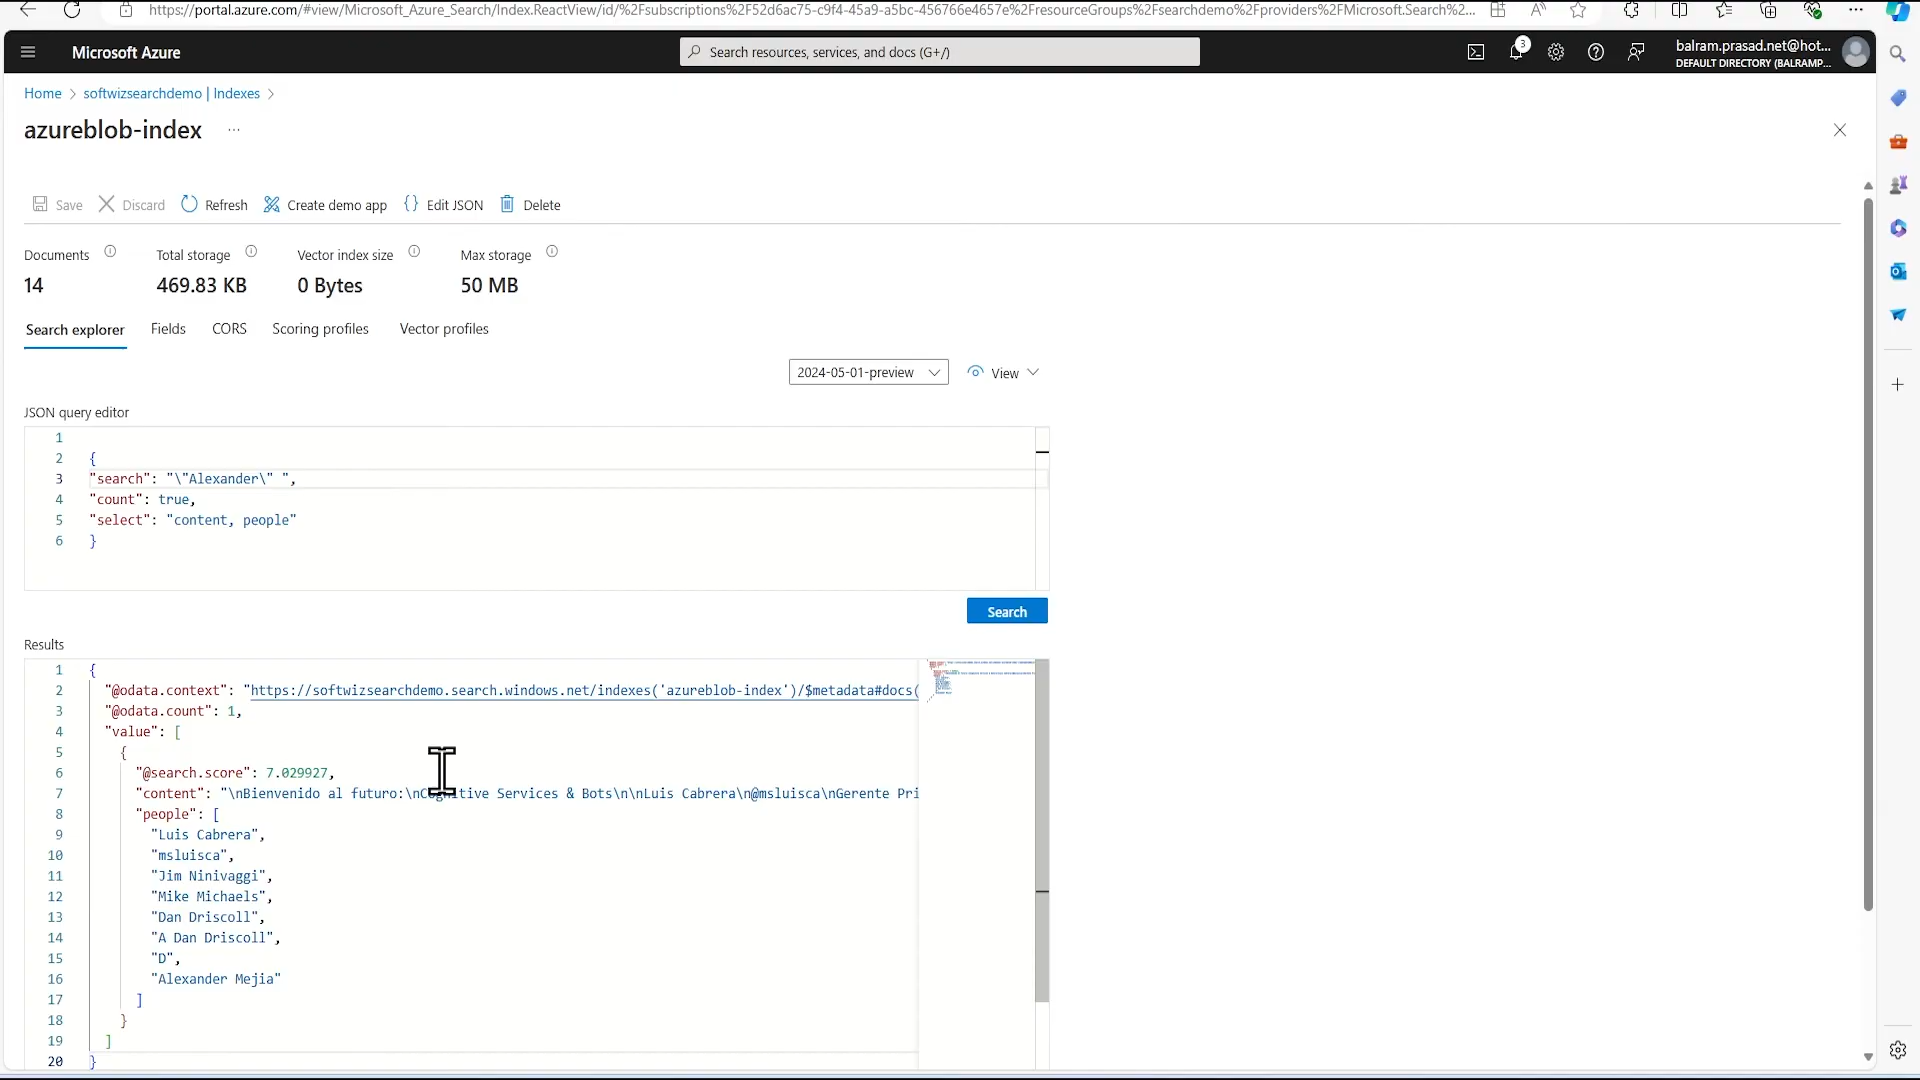 https://portal.azure.com/#view/Microsoft_Azure_Search/Index.ReactView/id/%2Fsubscriptions%2F52d6ac75-c9f4-45a9-a5bc-456766e4657e%2FresourceGroups%2Fsearchdemo%2Fproviders%2FMicrosoft.Search%2...
Microsoft Azure
Search resources, services, and docs (G+/)
3
balram.prasad.net@hot...
DEFAULT DIRECTORY (BALRAMP...
Home > softwizsearchdemo | Indexes >
azureblob-index ...
Save Discard Refresh Create demo app Edit JSON Delete
Documents Total storage Vector index size Max storage
14 469.83 KB 0 Bytes 50 MB
Search explorer Fields CORS Scoring profiles Vector profiles
2024-05-01-preview View
JSON query editor
1
2 {
3 "search": "\"Alexander\" ",
4 "count": true,
5 "select": "content, people"
6 }
Search
Results
1 {
2 "@odata.context": "https://softwizsearchdemo.search.windows.net/indexes('azureblob-index')/$metadata#docs(
3 "@odata.count": 1,
4 "value": [
5 {
6 "@search.score": 7.029927,
7 "content": "\nBienvenido al futuro:\nCognitive Services & Bots\n\nLuis Cabrera\n@msluisca\nGerente Pri
8 "people": [
9 "Luis Cabrera",
10 "msluisca",
11 "Jim Ninivaggi",
12 "Mike Michaels",
13 "Dan Driscoll",
14 "A Dan Driscoll",
15 "D",
16 "Alexander Mejia"
17 ]
18 }
19 ]
20 }